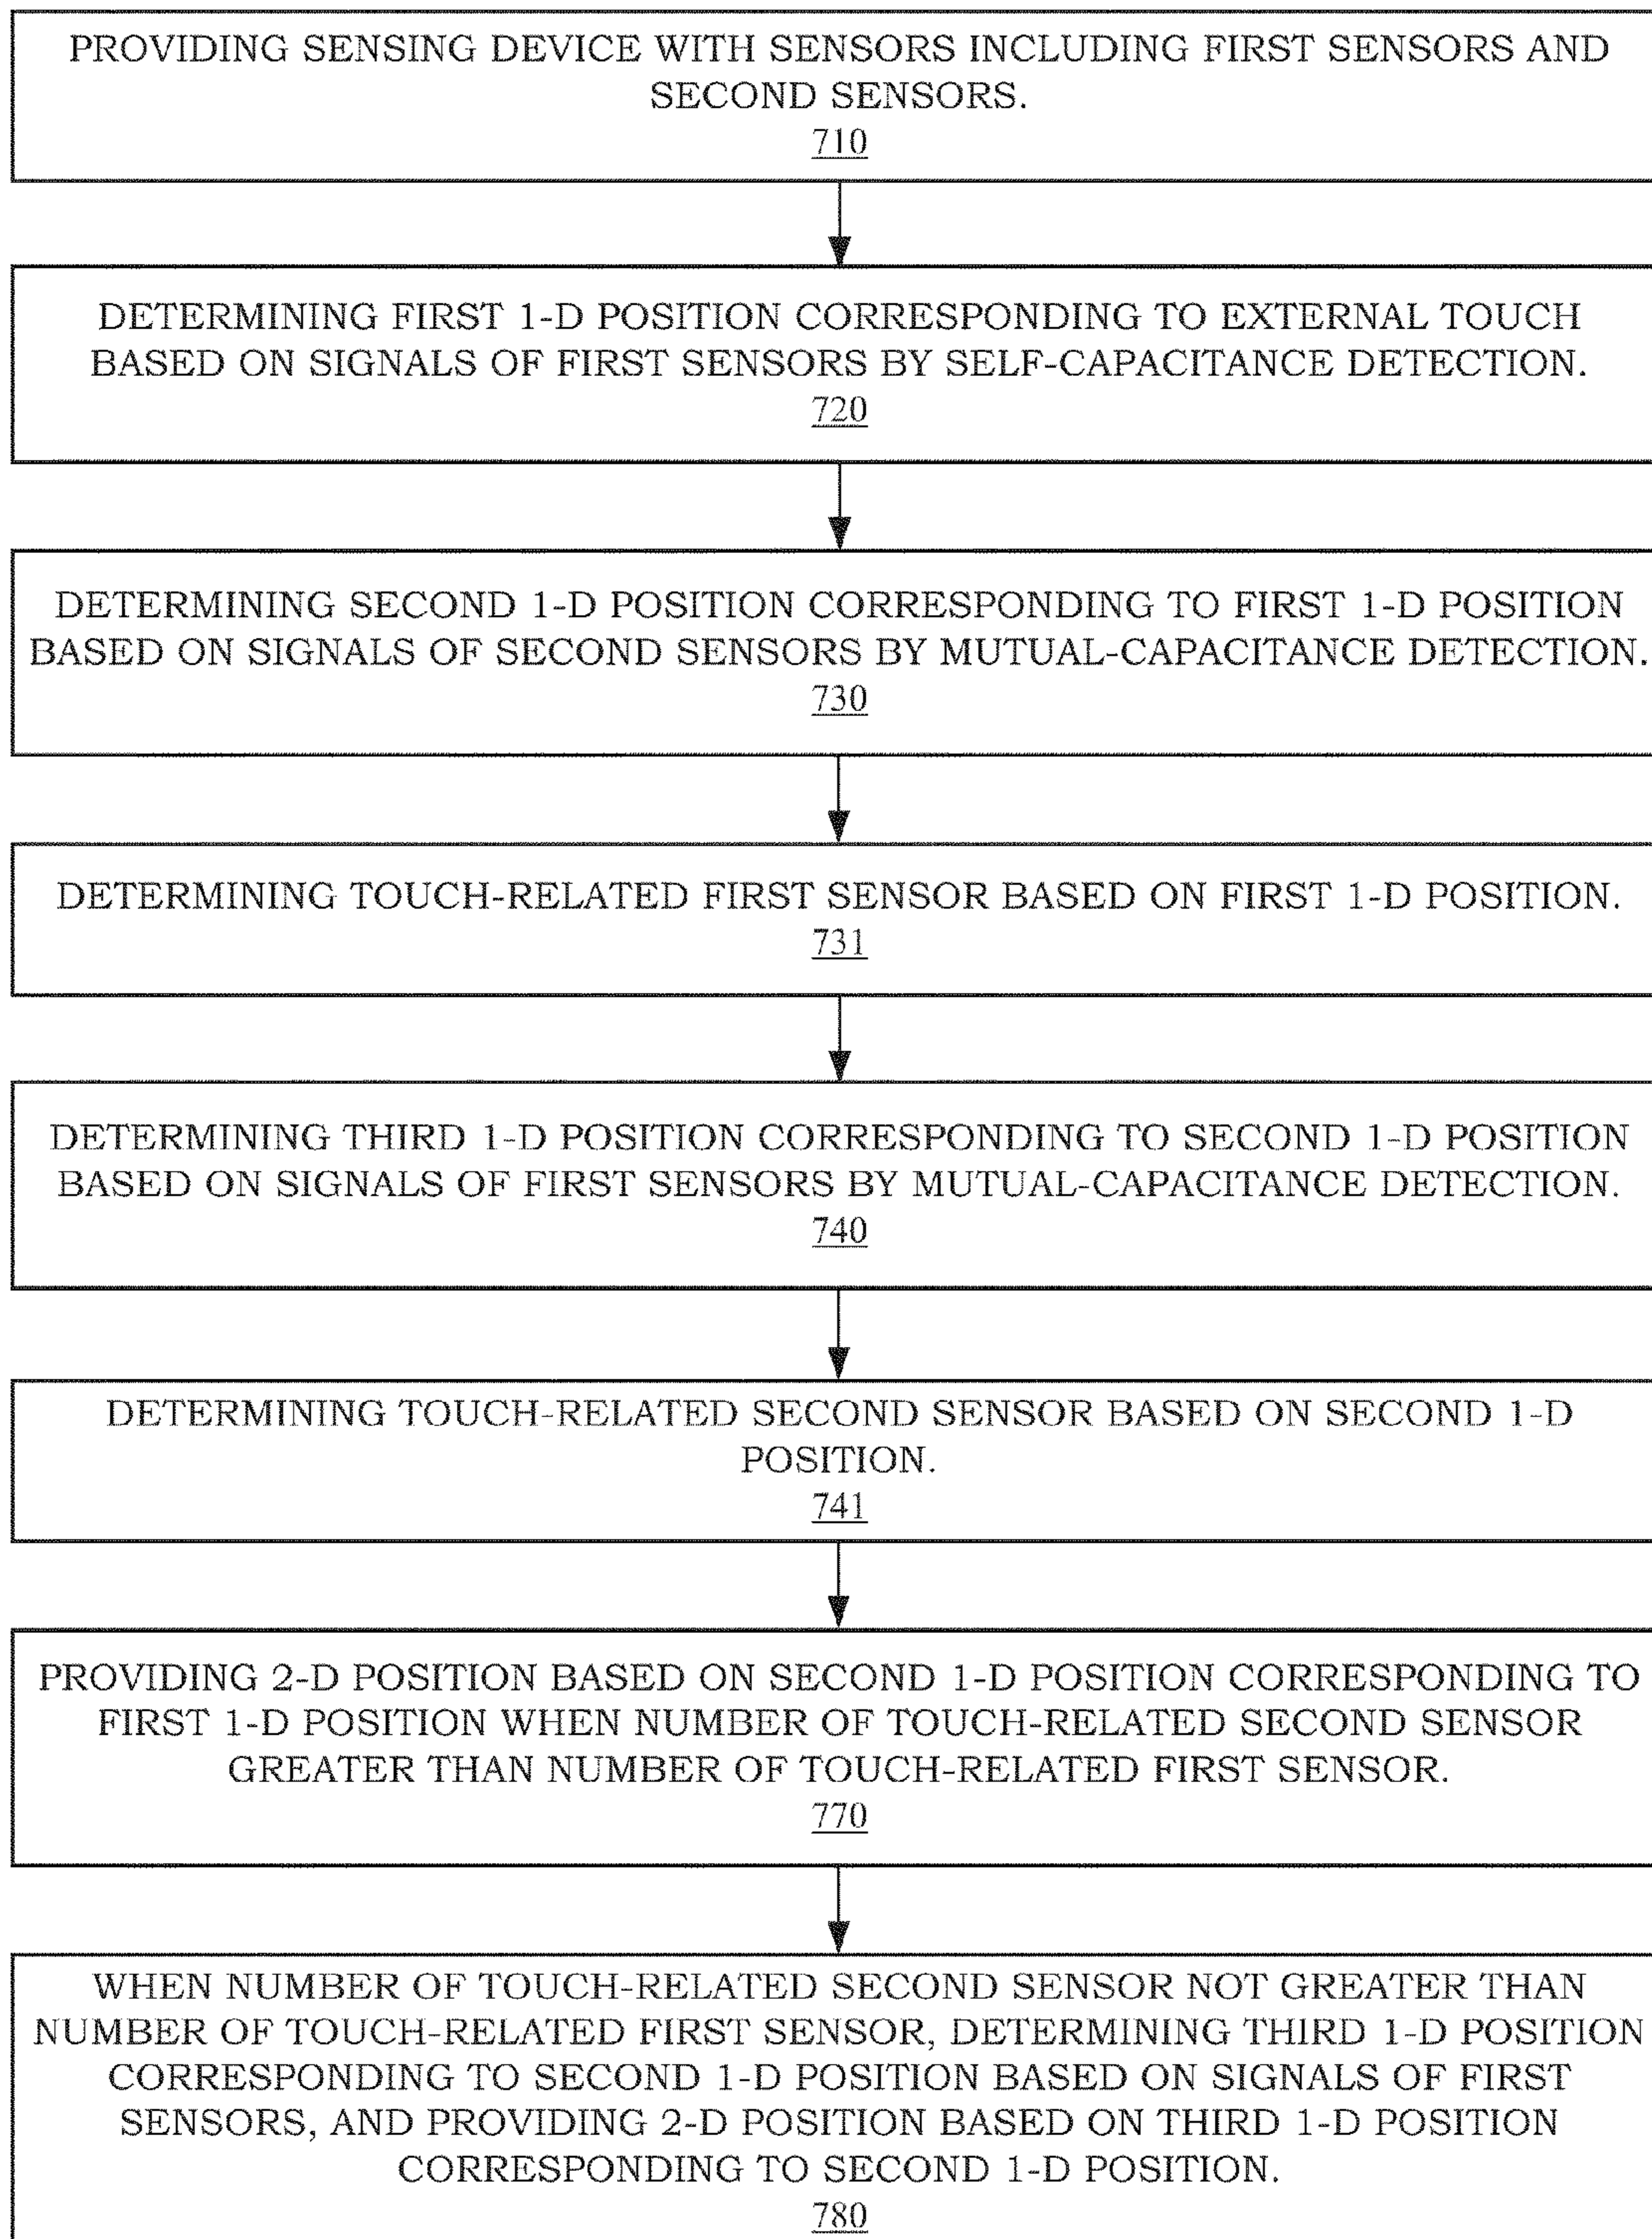 PROVIDING SENSING DEVICE WITH SENSORS INCLUDING FIRST SENSORS AND
SECOND SENSORS.
710
DETERMINING FIRST 1-D POSITION CORRESPONDING TO EXTERNAL TOUCH
BASED ON SIGNALS OF FIRST SENSORS BY SELF-CAPACITANCE DETECTION.
720
DETERMINING SECOND 1-D POSITION CORRESPONDING TO FIRST 1-D POSITION
BASED ON SIGNALS OF SECOND SENSORS BY MUTUAL-CAPACITANCE DETECTION.
730
DETERMINING TOUCH-RELATED FIRST SENSOR BASED ON FIRST 1-D POSITION.
731
DETERMINING THIRD 1-D POSITION CORRESPONDING TO SECOND 1-D POSITION
BASED ON SIGNALS OF FIRST SENSORS BY MUTUAL-CAPACITANCE DETECTION.
740
DETERMINING TOUCH-RELATED SECOND SENSOR BASED ON SECOND 1-D
POSITION.
741
PROVIDING 2-D POSITION BASED ON SECOND 1-D POSITION CORRESPONDING TO
FIRST 1-D POSITION WHEN NUMBER OF TOUCH-RELATED SECOND SENSOR
GREATER THAN NUMBER OF TOUCH-RELATED FIRST SENSOR.
770
WHEN NUMBER OF TOUCH-RELATED SECOND SENSOR NOT GREATER THAN
NUMBER OF TOUCH-RELATED FIRST SENSOR, DETERMINING THIRD 1-D POSITION
CORRESPONDING TO SECOND 1-D POSITION BASED ON SIGNALS OF FIRST
SENSORS, AND PROVIDING 2-D POSITION BASED ON THIRD 1-D POSITION
CORRESPONDING TO SECOND 1-D POSITION.
780